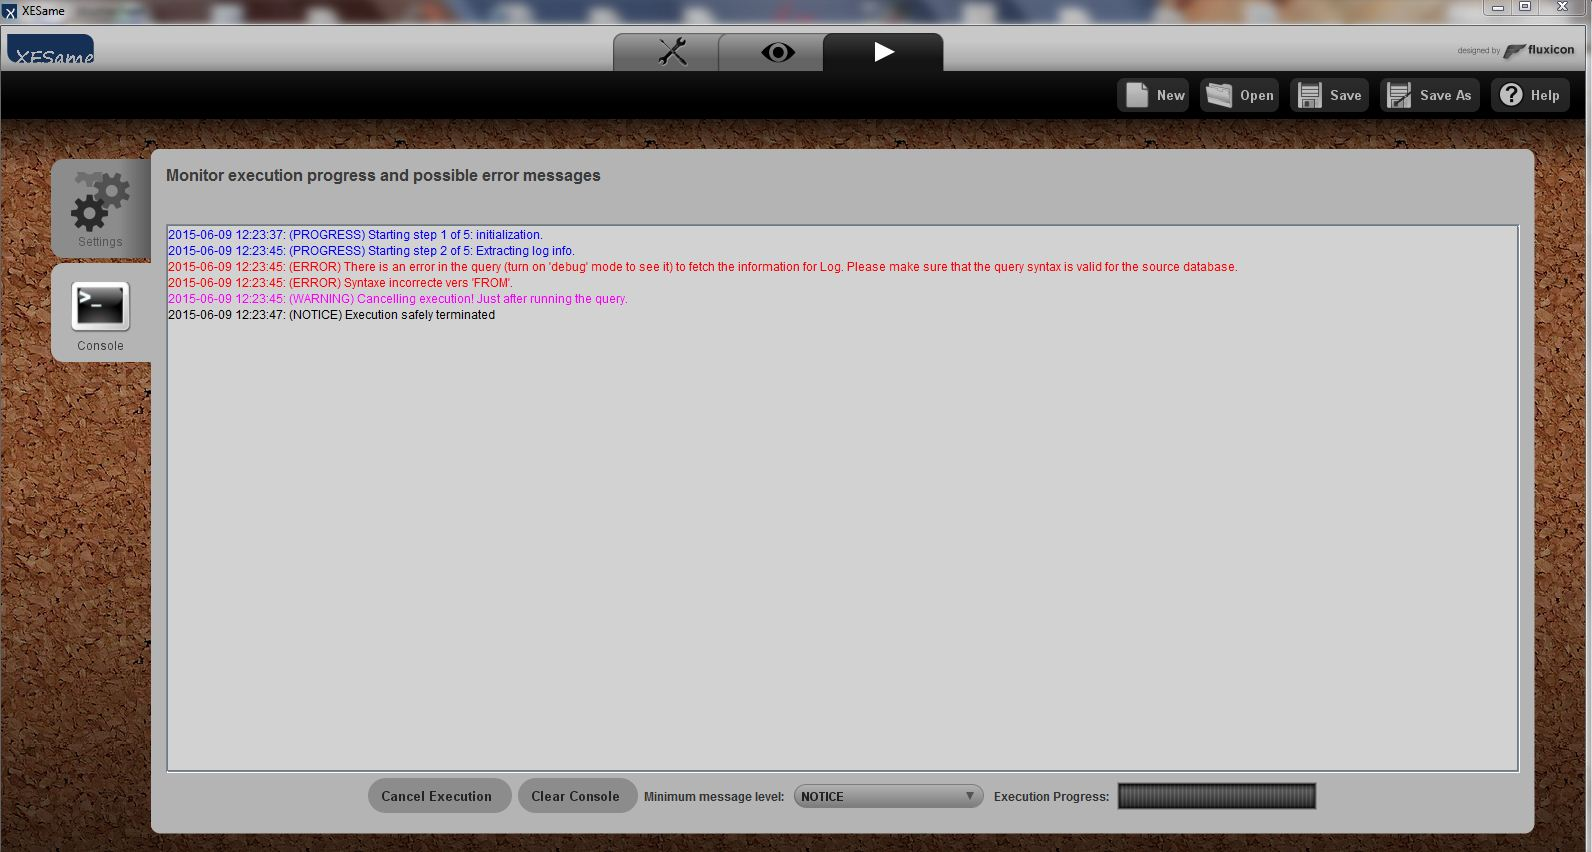 XESame
XESame
designed by fluxicon
New
Open
Save
Save As
Help
Settings
Console
Monitor execution progress and possible error messages
2015-06-09 12:23:37: (PROGRESS) Starting step 1 of 5: initialization.
2015-06-09 12:23:45: (PROGRESS) Starting step 2 of 5: Extracting log info.
2015-06-09 12:23:45: (ERROR) There is an error in the query (turn on 'debug' mode to see it) to fetch the information for Log. Please make sure that the query syntax is valid for the source database.
2015-06-09 12:23:45: (ERROR) Syntaxe incorrecte vers 'FROM'.
2015-06-09 12:23:45: (WARNING) Cancelling execution! Just after running the query.
2015-06-09 12:23:47: (NOTICE) Execution safely terminated
Cancel Execution
Clear Console
Minimum message level:
NOTICE
Execution Progress: